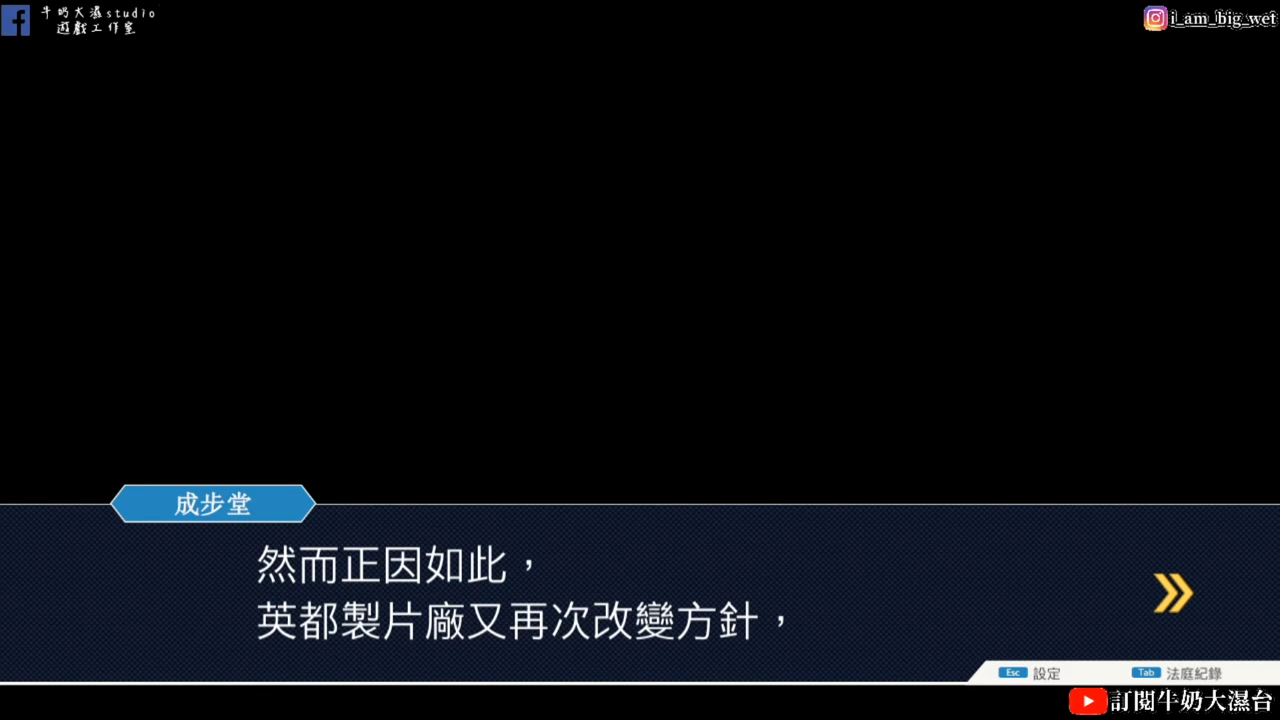 牛奶大濕studio
遊戲工作室
i_am_big_wet
成步堂
然而正因如此，
英都製片廠又再次改變方針，
Esc 設定
Tab 法庭紀錄
訂閱牛奶大濕台